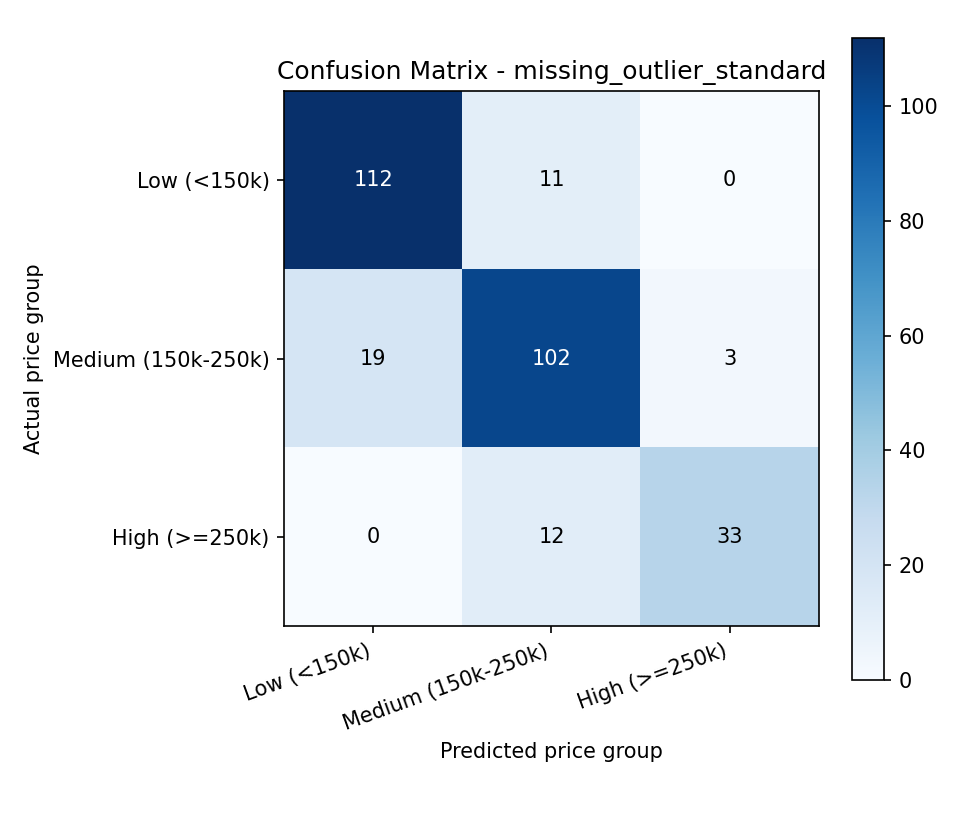 Confusion Matrix - missing_outlier_standard
Actual price group
Low (<150k)
Medium (150k-250k)
High (>=250k)
112 11 0
19 102 3
0 12 33
Low (<150k)
Medium (150k-250k)
High (>=250k)
Predicted price group
100
80
60
40
20
0